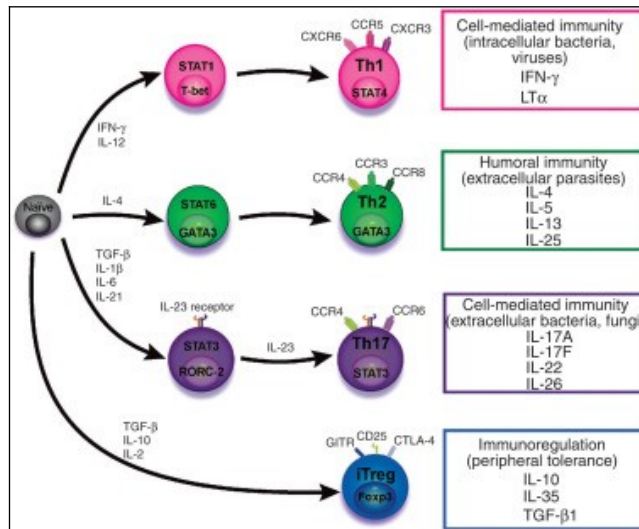 CCR5
CXCR6
CXCR3
STAT1
T-bet
Th1
STAT4
IFN-γ
IL-12
Cell-mediated immunity
(intracellular bacteria,
viruses)
IFN-γ
LTα
Naive
IL-4
STAT6
GATA3
CCR3
CCR4
CCR8
Th2
GATA3
Humoral immunity
(extracellular parasites)
IL-4
IL-5
IL-13
IL-25
TGF-β
IL-1β
IL-6
IL-21
IL-23 receptor
STAT3
RORC-2
IL-23
CCR4
CCR6
Th17
STAT3
Cell-mediated immunity
(extracellular bacteria, fungi
IL-17A
IL-17F
IL-22
IL-26
TGF-β
IL-10
IL-2
CD25
GITR
CTLA-4
iTreg
Foxp3
Immunoregulation
(peripheral tolerance)
IL-10
IL-35
TGF-β1